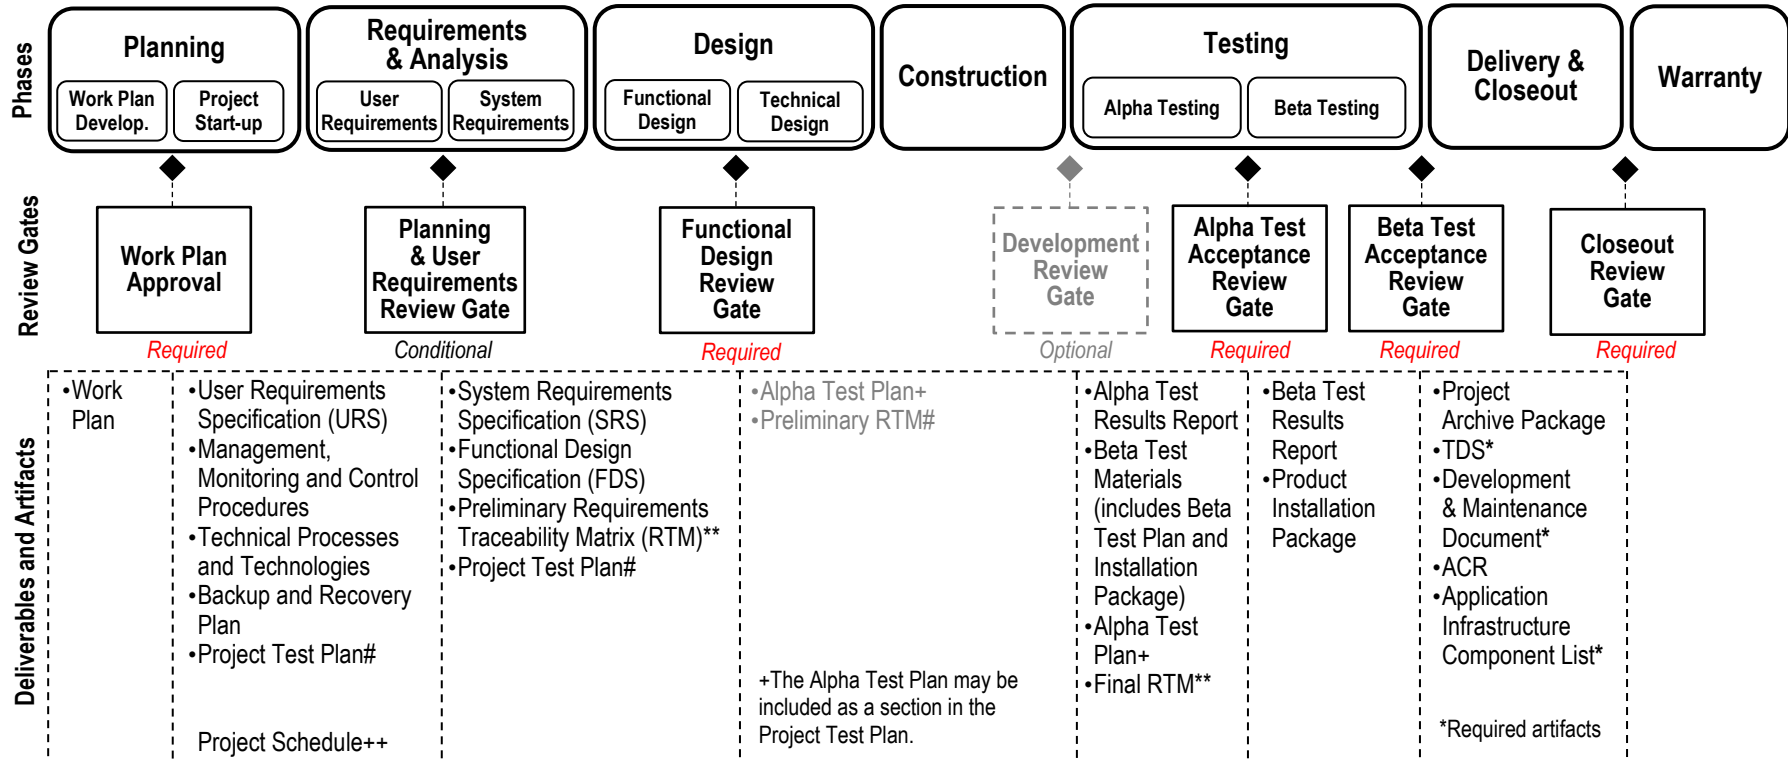 Phases
Planning
Work Plan
Develop.
Project
Start-up
Requirements
& Analysis
User
Requirements
System
Requirements
Design
Functional
Design
Technical
Design
Construction
Testing
Alpha Testing
Beta Testing
Delivery &
Closeout
Warranty
Review Gates
Work Plan
Approval
Required
Planning
& User
Requirements
Review Gate
Conditional
Functional
Design
Review
Gate
Required
Development
Review
Gate
Optional
Alpha Test
Acceptance
Review
Gate
Required
Beta Test
Acceptance
Review
Gate
Required
Closeout
Review
Gate
Required
Deliverables and Artifacts
•Work
Plan
•User Requirements
Specification (URS)
•Management,
Monitoring and Control
Procedures
•Technical Processes
and Technologies
•Backup and Recovery
Plan
•Project Test Plan#
Project Schedule++
•System Requirements
Specification (SRS)
•Functional Design
Specification (FDS)
•Preliminary Requirements
Traceability Matrix (RTM)**
•Project Test Plan#
•Alpha Test Plan+
•Preliminary RTM#
+The Alpha Test Plan may be
included as a section in the
Project Test Plan.
•Alpha Test
Results Report
•Beta Test
Materials
(includes Beta
Test Plan and
Installation
Package)
•Alpha Test
Plan+
•Final RTM**
•Beta Test
Results
Report
•Product
Installation
Package
•Project
Archive Package
•TDS*
•Development
& Maintenance
Document*
•ACR
•Application
Infrastructure
Component List*
*Required artifacts